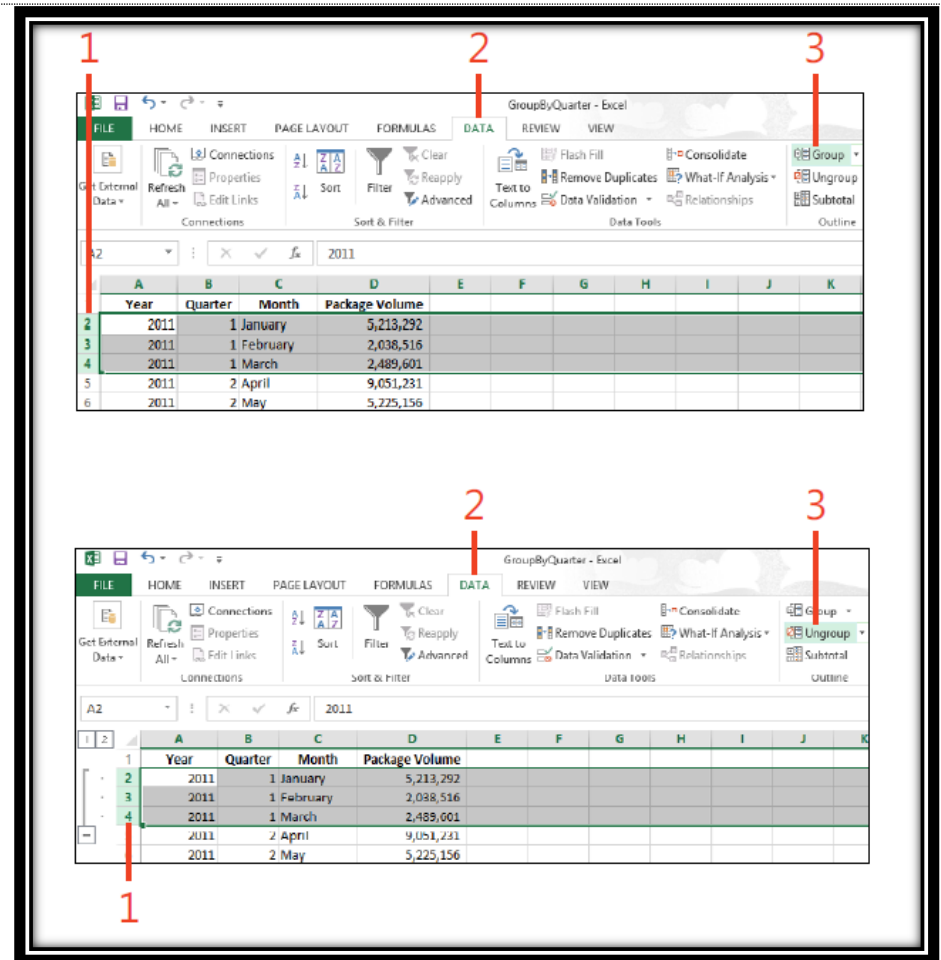 1 2 3
GroupByQuarter - Excel
FILE HOME INSERT PAGE LAYOUT FORMULAS DATA REVIEW VIEW
Connections Clear Flash Fill Consolidate Group
Get External Refresh Properties Sort Filter Reapply Text to Remove Duplicates What-If Analysis Ungroup
Data All Edit Links Advanced Columns Data Validation Relationships Subtotal
Connections Sort & Filter Data Tools Outline
A2 fx 2011
A B C D E F G H I J K
Year Quarter Month Package Volume
2 2011 1 January 5,213,292
3 2011 1 February 2,038,516
4 2011 1 March 2,489,601
5 2011 2 April 9,051,231
6 2011 2 May 5,225,156
2 3
GroupByQuarter - Excel
FILE HOME INSERT PAGE LAYOUT FORMULAS DATA REVIEW VIEW
Connections Clear Flash Fill Consolidate Group
Get External Refresh Properties Sort Filter Reapply Text to Remove Duplicates What-If Analysis Ungroup
Data All Edit Links Advanced Columns Data Validation Relationships Subtotal
Connections Sort & Filter Data Tools Outline
A2 fx 2011
1 2 A B C D E F G H I J K
1 Year Quarter Month Package Volume
2 2011 1 January 5,213,292
3 2011 1 February 2,038,516
4 2011 1 March 2,489,601
2011 2 April 9,051,231
2011 2 May 5,225,156
1